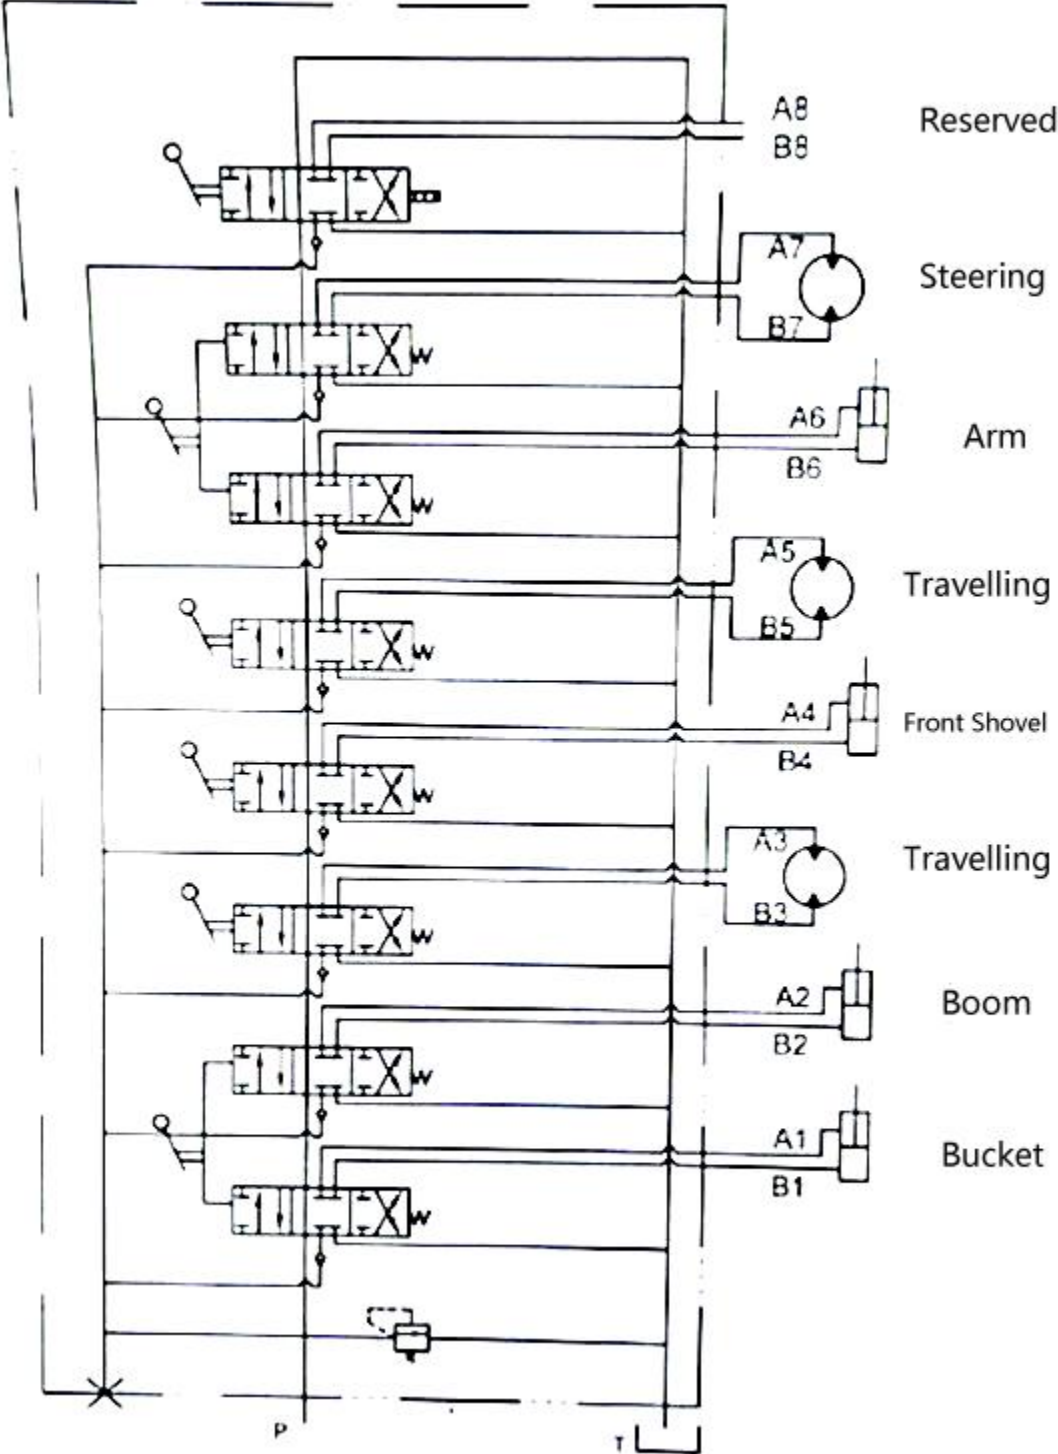 A8
B8
Reserved
A7
B7
Steering
A6
B6
Arm
A5
B5
Travelling
A4
B4
Front Shovel
A3
B3
Travelling
A2
B2
Boom
A1
B1
Bucket
P
T